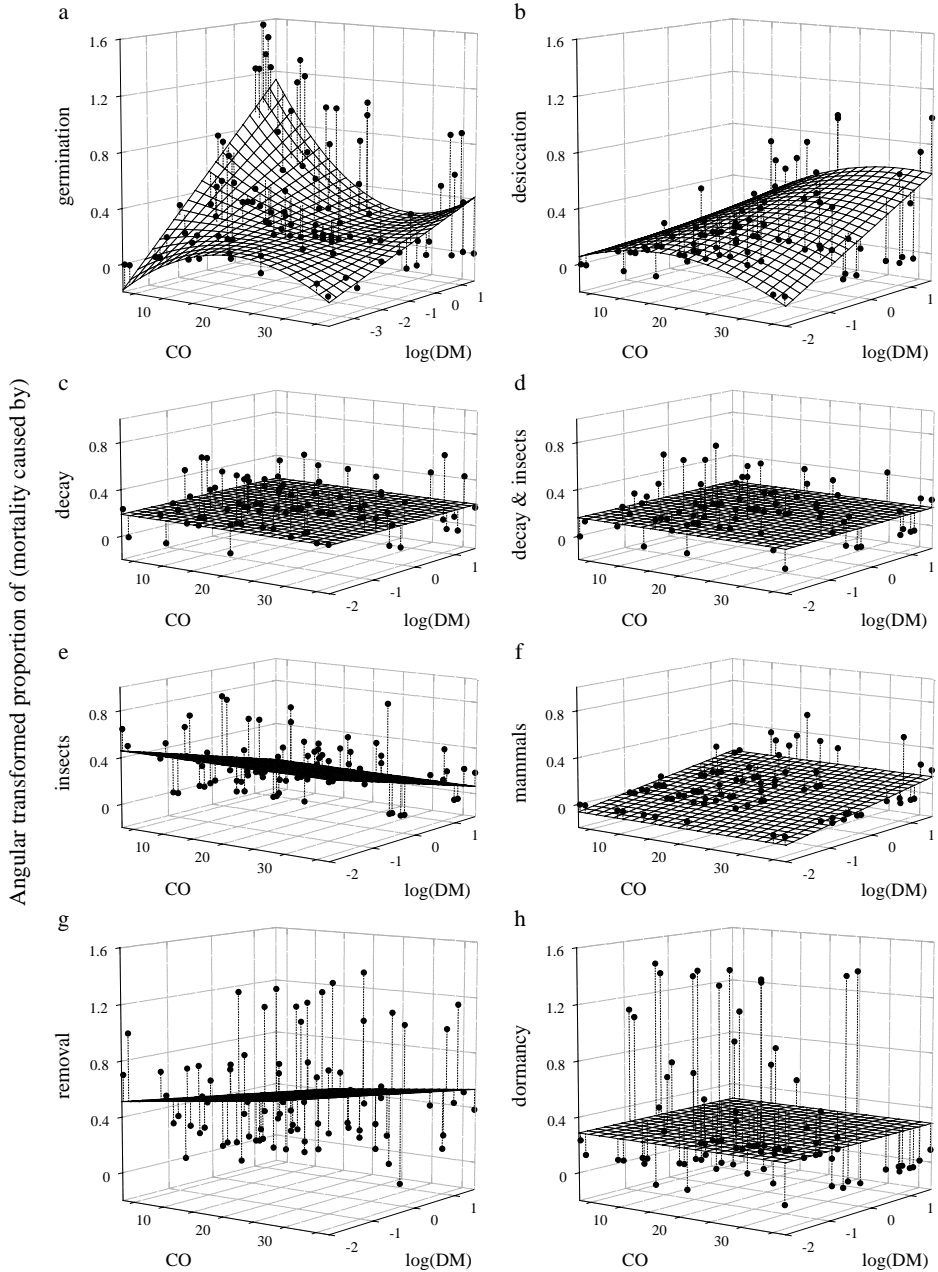 Angular transformed proportion of (mortality caused by)
a
germination
1.6
1.2
0.8
0.4
0
10
20
30
CO
-3
-2
-1
0
1
log(DM)
b
desiccation
1.6
1.2
0.8
0.4
0
10
20
30
CO
-2
-1
0
1
log(DM)
c
decay
0.8
0.4
0
10
20
30
CO
-2
-1
0
1
log(DM)
d
decay & insects
0.8
0.4
0
10
20
30
CO
-2
-1
0
1
log(DM)
e
insects
0.8
0.4
0
10
20
30
CO
-2
-1
0
1
log(DM)
f
mammals
0.8
0.4
0
10
20
30
CO
-2
-1
0
1
log(DM)
g
removal
1.6
1.2
0.8
0.4
0
10
20
30
CO
-2
-1
0
1
log(DM)
h
dormancy
1.6
1.2
0.8
0.4
0
10
20
30
CO
-2
-1
0
1
log(DM)